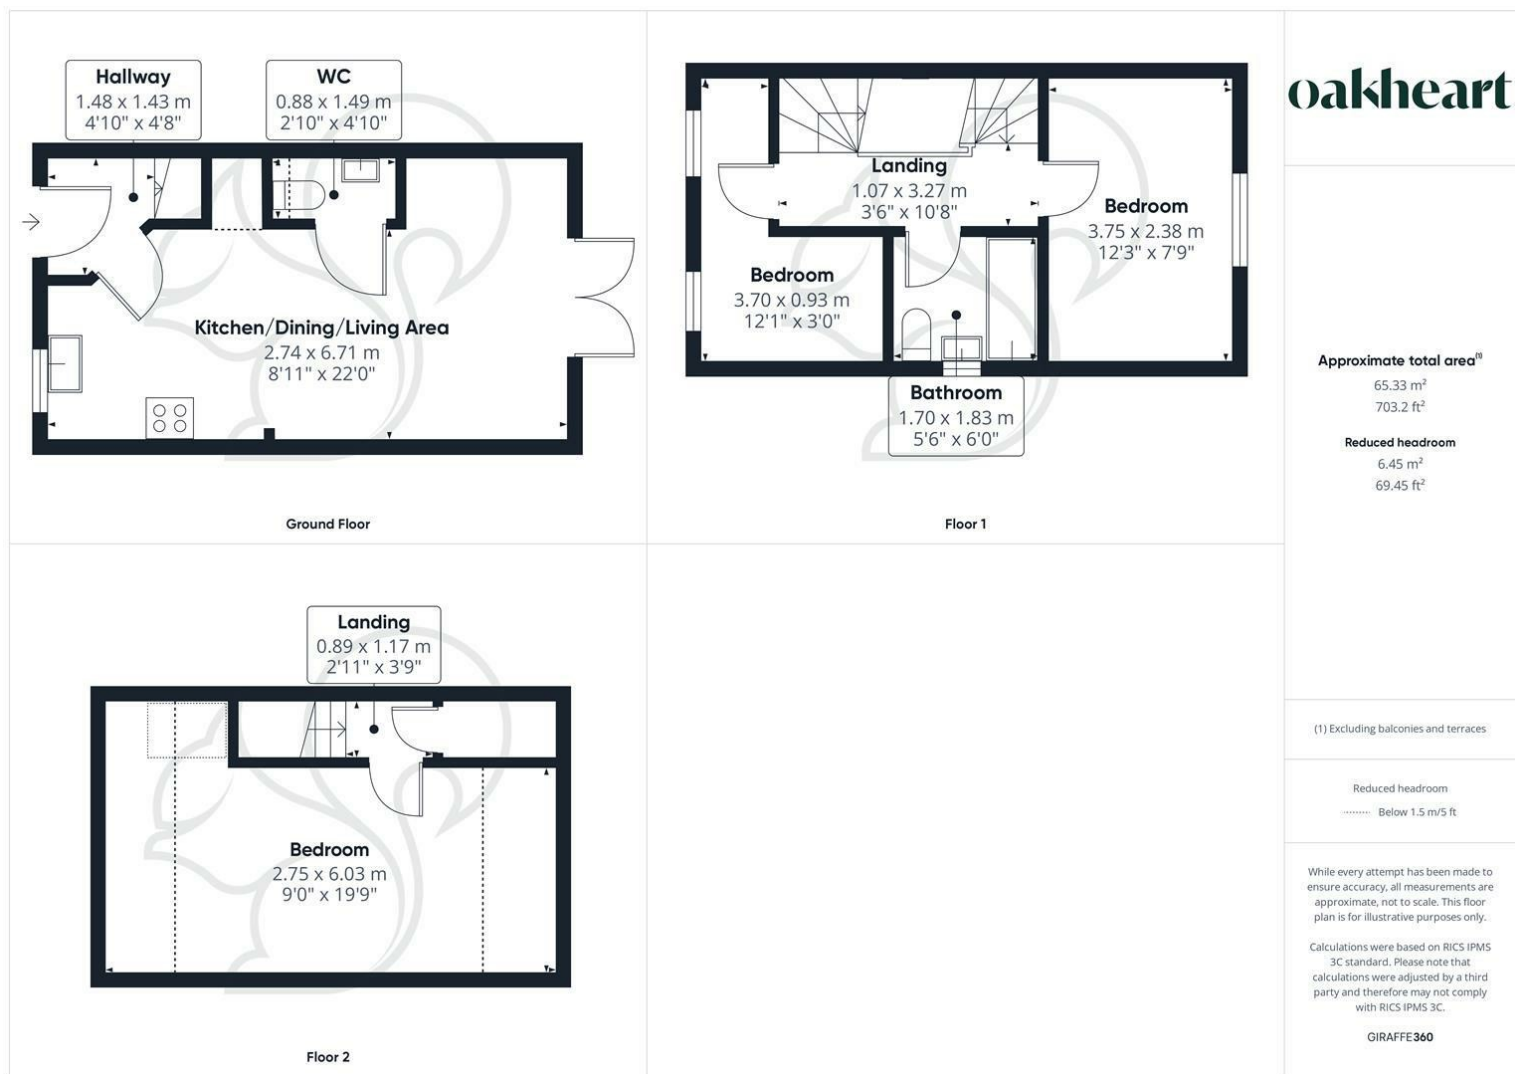 Hallway
1.48 x 1.43 m
4'10" x 4'8"
WC
0.88 x 1.49 m
2'10" x 4'10"
Kitchen/Dining/Living Area
2.74 x 6.71 m
8'11" x 22'0"
Ground Floor
Landing
1.07 x 3.27 m
3'6" x 10'8"
Bedroom
3.75 x 2.38 m
12'3" x 7'9"
Bedroom
3.70 x 0.93 m
12'1" x 3'0"
Bathroom
1.70 x 1.83 m
5'6" x 6'0"
Floor 1
Landing
0.89 x 1.17 m
2'11" x 3'9"
Bedroom
2.75 x 6.03 m
9'0" x 19'9"
Floor 2
oakheart
Approximate total area⁽¹⁾
65.33 m²
703.2 ft²
Reduced headroom
6.45 m²
69.45 ft²
(1) Excluding balconies and terraces
Reduced headroom
Below 1.5 m/5 ft
While every attempt has been made to
ensure accuracy, all measurements are
approximate, not to scale. This floor
plan is for illustrative purposes only.
Calculations were based on RICS IPMS
3C standard. Please note that
calculations were adjusted by a third
party and therefore may not comply
with RICS IPMS 3C.
GIRAFFE360